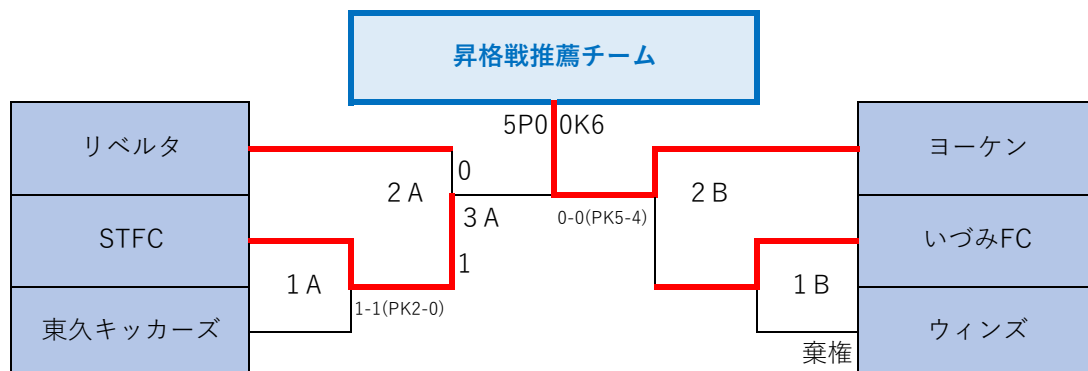 昇格戦推薦チーム
5P0 0K6
リベルタ
ヨーケン
0
2A
2B
3A
0-0(PK5-4)
STFC
いづみFC
1
1A
1B
1-1(PK2-0)
東久キッカーズ
ウィンズ
棄権